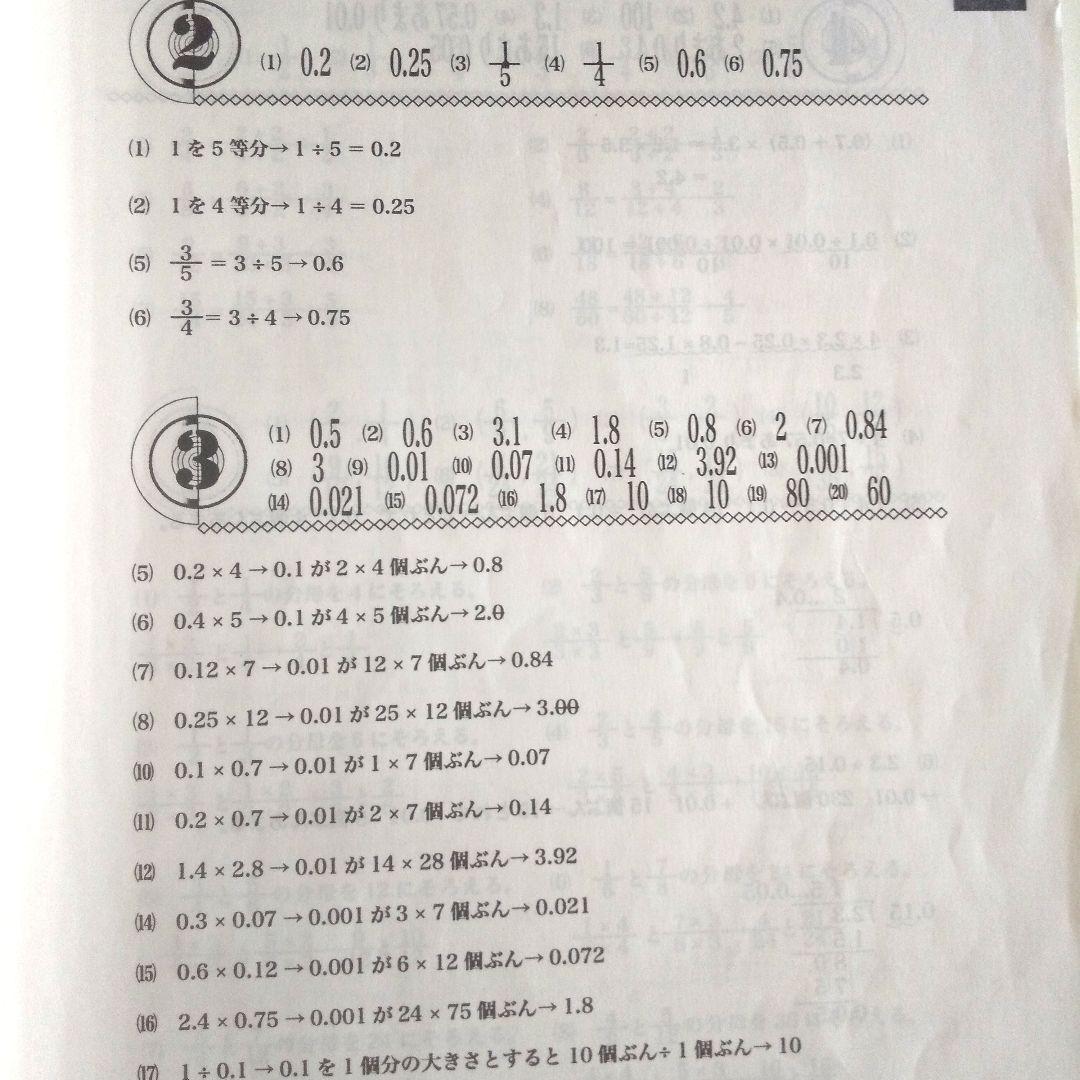 2 (1) 0.2 (2) 0.25 (3) 1/5 (4) 1/4 (5) 0.6 (6) 0.75
(1) 1を5等分→1÷5=0.2
(2) 1を4等分→1÷4=0.25
(5) 3/5=3÷5→0.6
(6) 3/4=3÷4→0.75
3 (1) 0.5 (2) 0.6 (3) 3.1 (4) 1.8 (5) 0.8 (6) 2 (7) 0.84
(8) 3 (9) 0.01 (10) 0.07 (11) 0.14 (12) 3.92 (13) 0.001
(14) 0.021 (15) 0.072 (16) 1.8 (17) 10 (18) 10 (19) 80 (20) 60
(5) 0.2×4→0.1が2×4個ぶん→0.8
(6) 0.4×5→0.1が4×5個ぶん→2.0
(7) 0.12×7→0.01が12×7個ぶん→0.84
(8) 0.25×12→0.01が25×12個ぶん→3.00
(10) 0.1×0.7→0.01が1×7個ぶん→0.07
(11) 0.2×0.7→0.01が2×7個ぶん→0.14
(12) 1.4×2.8→0.01が14×28個ぶん→3.92
(14) 0.3×0.07→0.001が3×7個ぶん→0.021
(15) 0.6×0.12→0.001が6×12個ぶん→0.072
(16) 2.4×0.75→0.001が24×75個ぶん→1.8
(17) 1÷0.1→0.1を1個分の大きさとすると10個ぶん÷1個ぶん→10